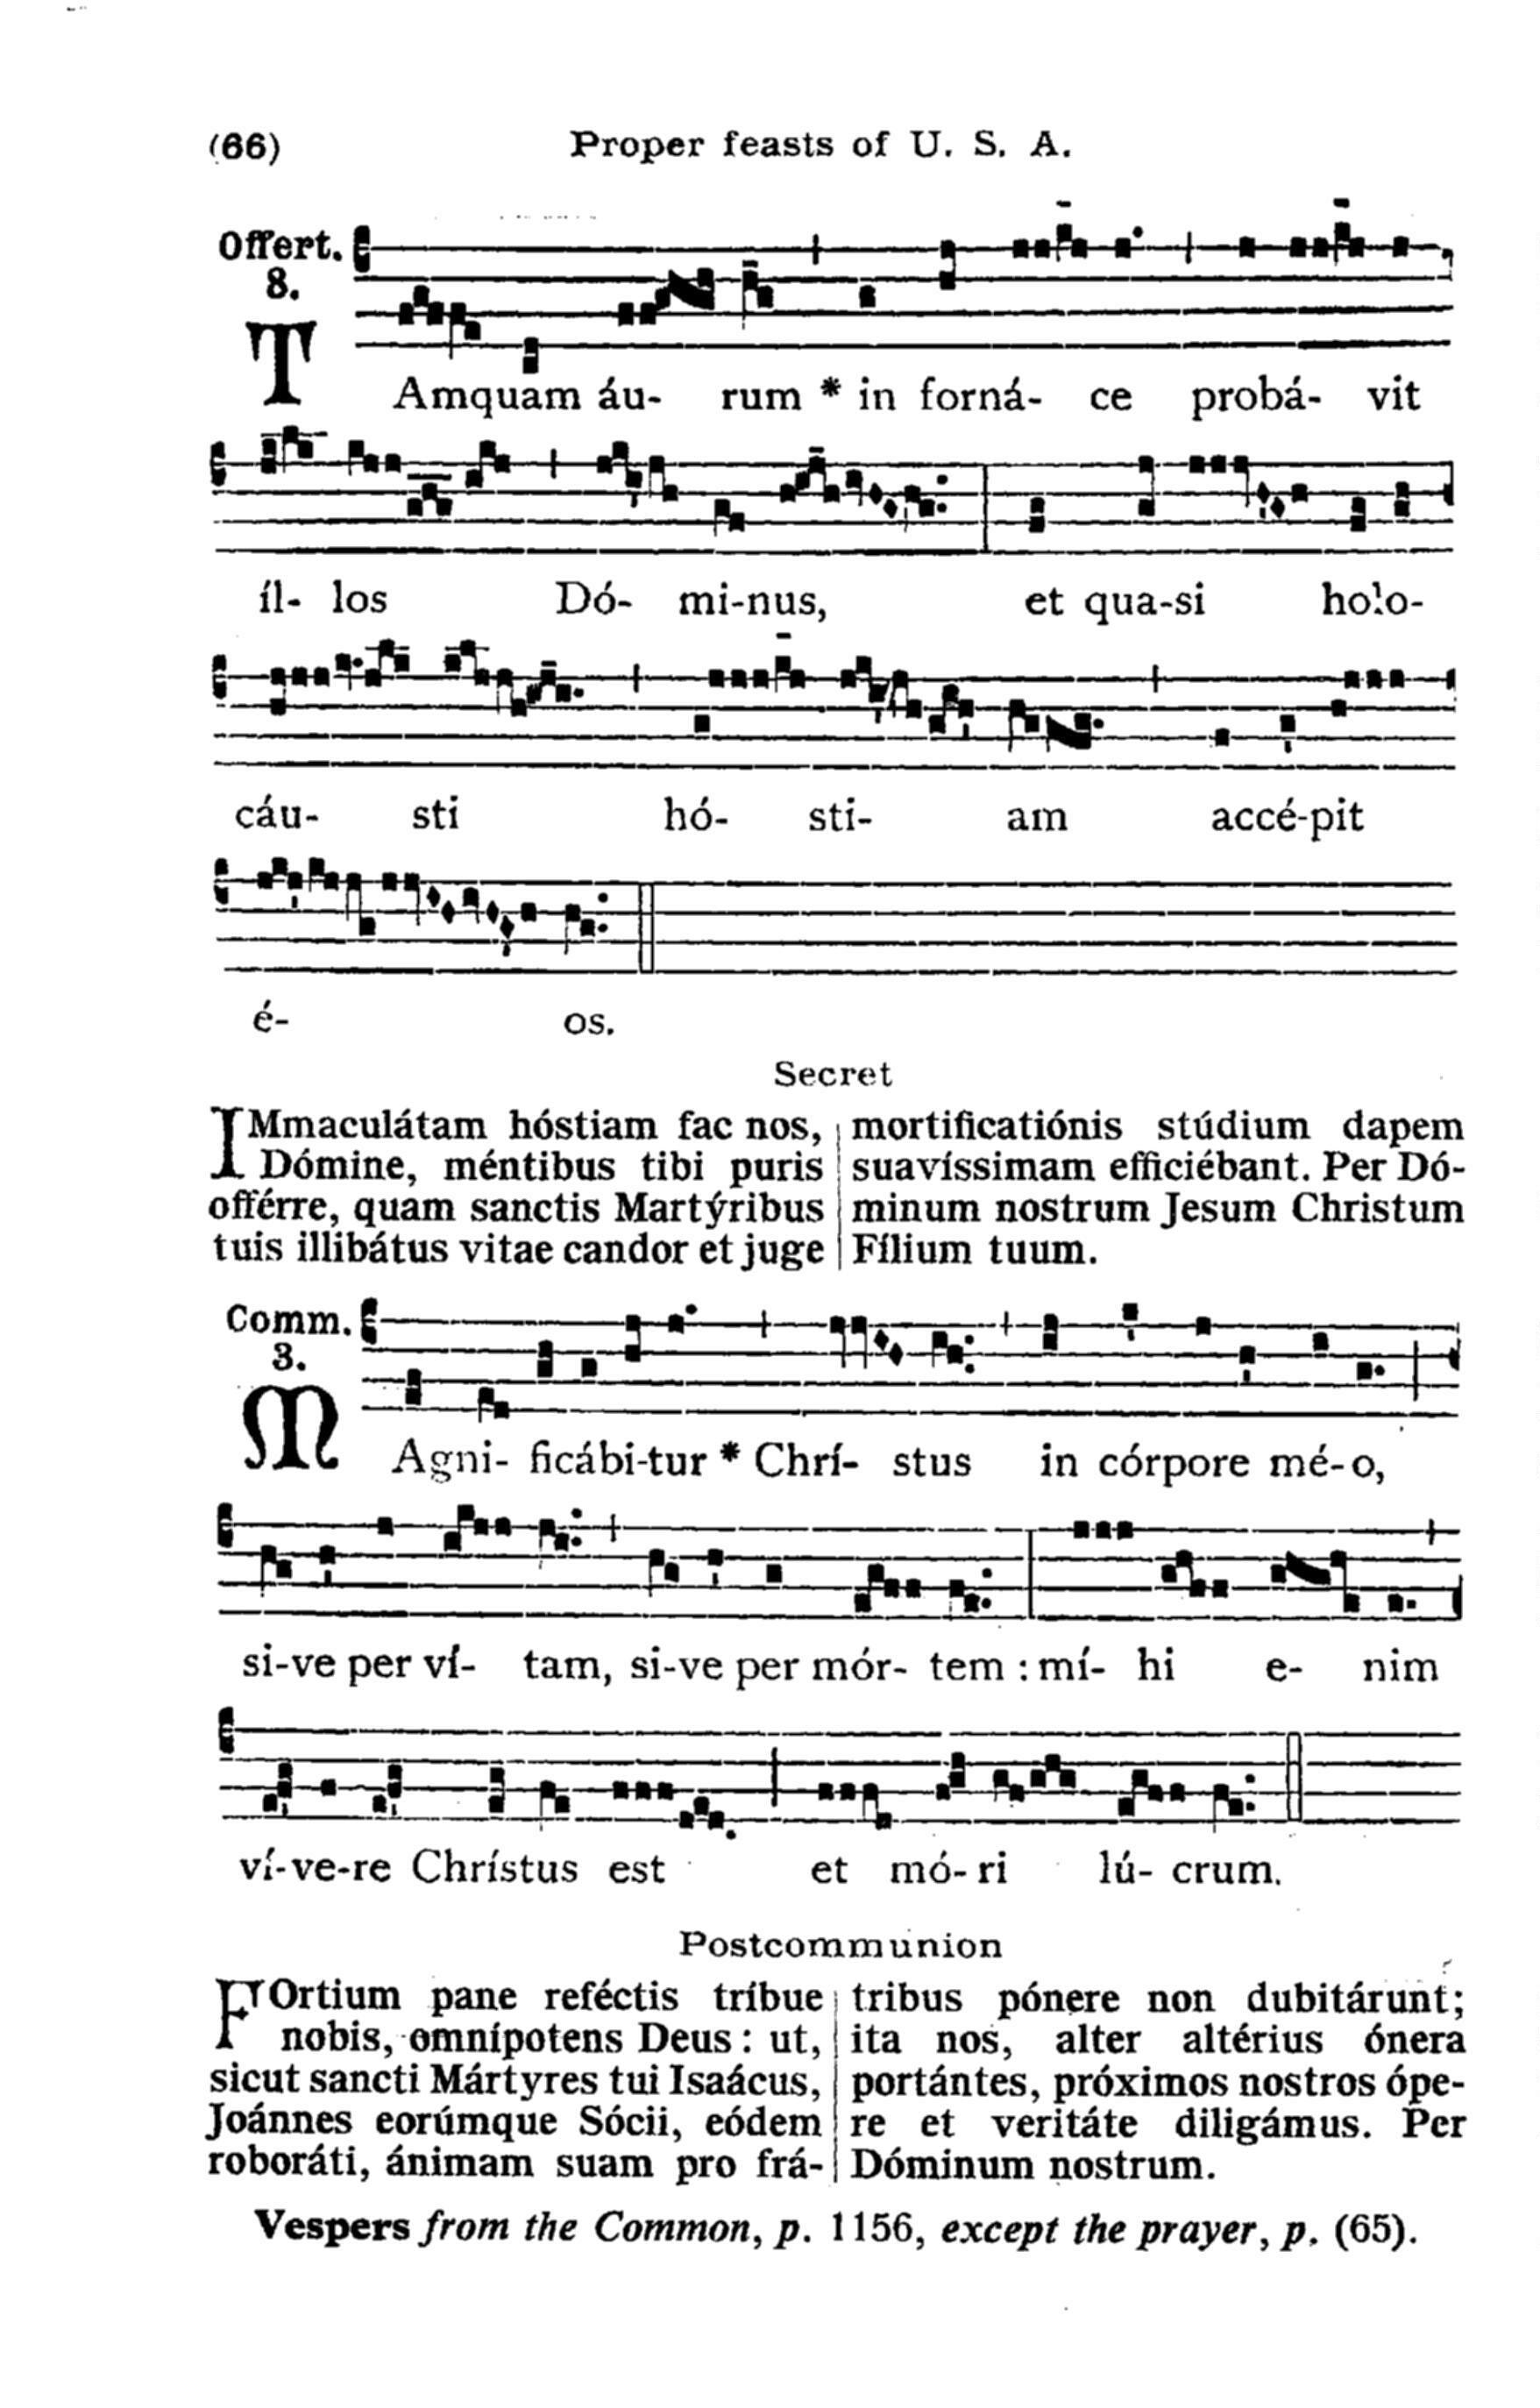 (66) Proper feasts of U. S. A.
Offert.
8.
TAmquam áu- rum * in forná- ce probá- vit
íl- los Dó- mi-nus, et qua-si holo-
cáu- sti hó- sti- am accé-pit
é- os.
Secret
IMmaculátam hóstiam fac nos,
Dómine, méntibus tibi puris
offérre, quam sanctis Martýribus
tuis illibátus vitae candor et juge
mortificatiónis stúdium dapem
suavíssimam efficiébant. Per Dó-
minum nostrum Jesum Christum
Fílium tuum.
Comm.
3.
MAgni- ficábi-tur * Chrí- stus in córpore mé-o,
si-ve per ví- tam, si-ve per mór- tem : mí- hi e- nim
ví-ve-re Chrístus est et mó-ri lú- crum.
Postcommunion
FOrtium pane reféctis tríbue
nobis, omnípotens Deus : ut,
sicut sancti Mártyres tui Isaácus,
Joánnes eorúmque Sócii, eódem
roboráti, ánimam suam pro frá-
tribus pónere non dubitárunt;
ita nos, alter altérius ónera
portántes, próximos nostros ópe-
re et veritáte diligámus. Per
Dóminum nostrum.
Vespers from the Common, p. 1156, except the prayer, p. (65).